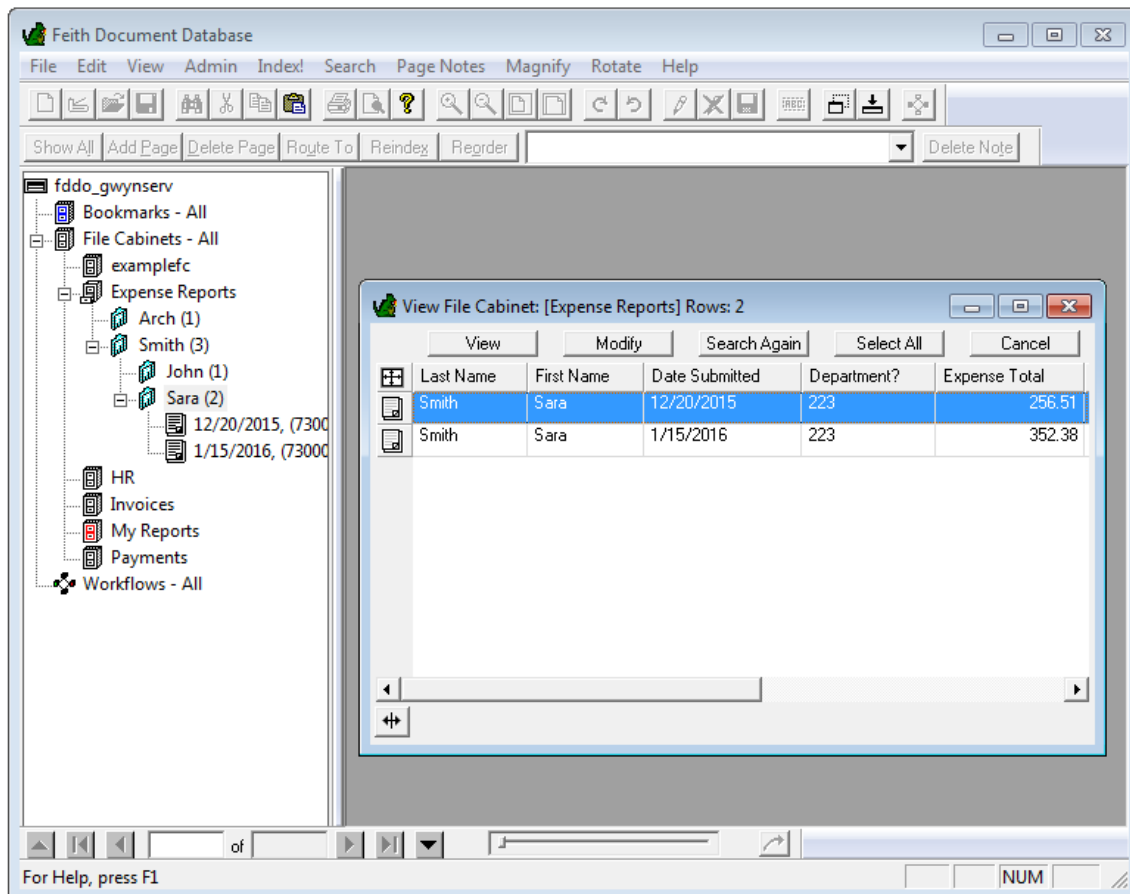 Feith Document Database
File Edit View Admin Index! Search Page Notes Magnify Rotate Help
ABC
Show All Add Page Delete Page Route To Reindex Reorder Delete Note
fddo_gwynserv
Bookmarks - All
File Cabinets - All
examplefc
Expense Reports
Arch (1)
Smith (3)
John (1)
Sara (2)
12/20/2015, (7300
1/15/2016, (73000
HR
Invoices
My Reports
Payments
Workflows - All
View File Cabinet: [Expense Reports] Rows: 2
View Modify Search Again Select All Cancel
Last Name First Name Date Submitted Department? Expense Total
Smith Sara 12/20/2015 223 256.51
Smith Sara 1/15/2016 223 352.38
of
For Help, press F1 NUM